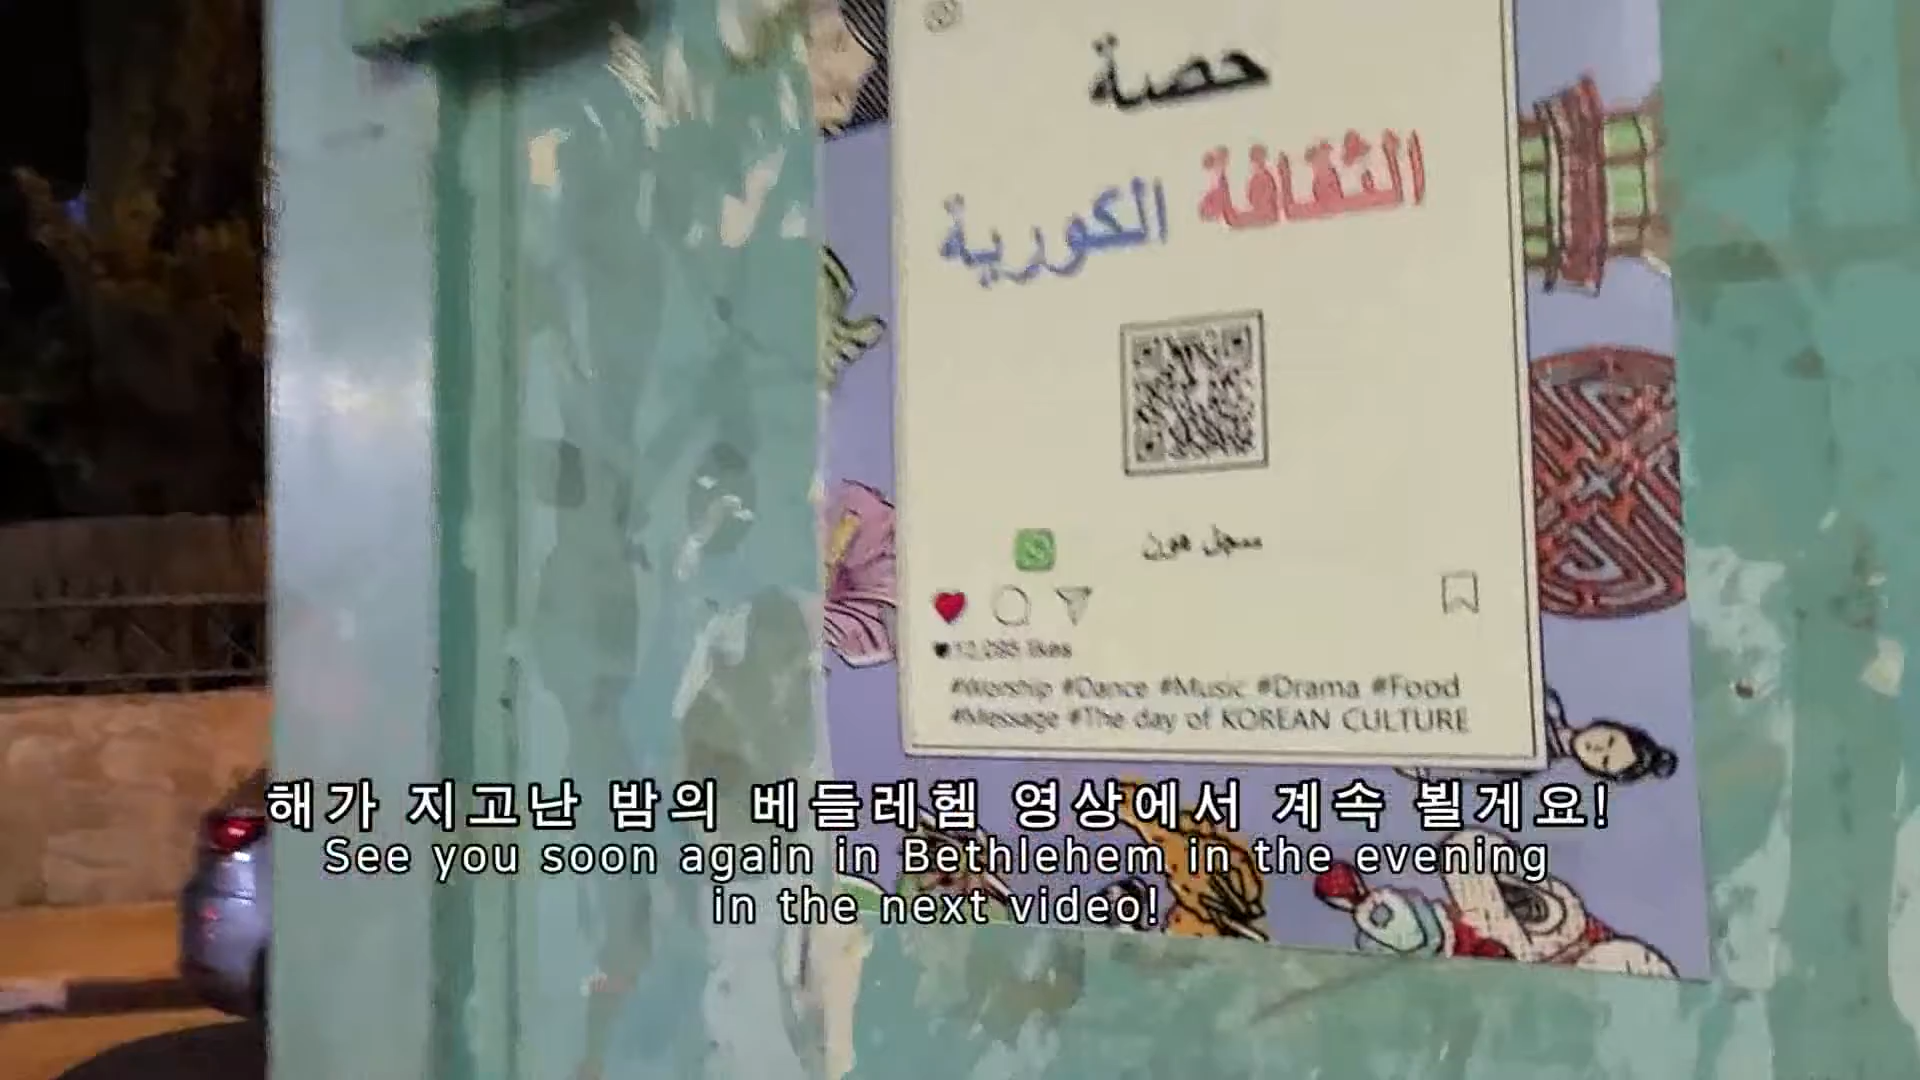 حصة
الثقافة الكورية
سجل هون
likes
#Worship #Dance #Music #Drama #Food
#Message #The day of KOREAN CULTURE
해가 지고난 밤의 베들레헴 영상에서 계속 뵐게요!
See you soon again in Bethlehem in the evening
in the next video!